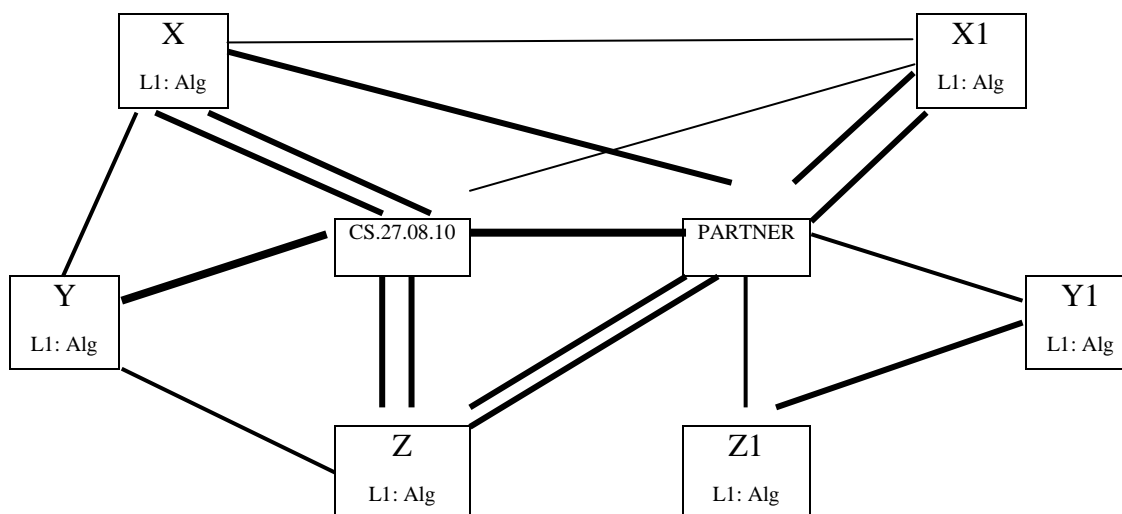 X
L1: Alg
X1
L1: Alg
CS.27.08.10
PARTNER
Y
L1: Alg
Y1
L1: Alg
Z
L1: Alg
Z1
L1: Alg